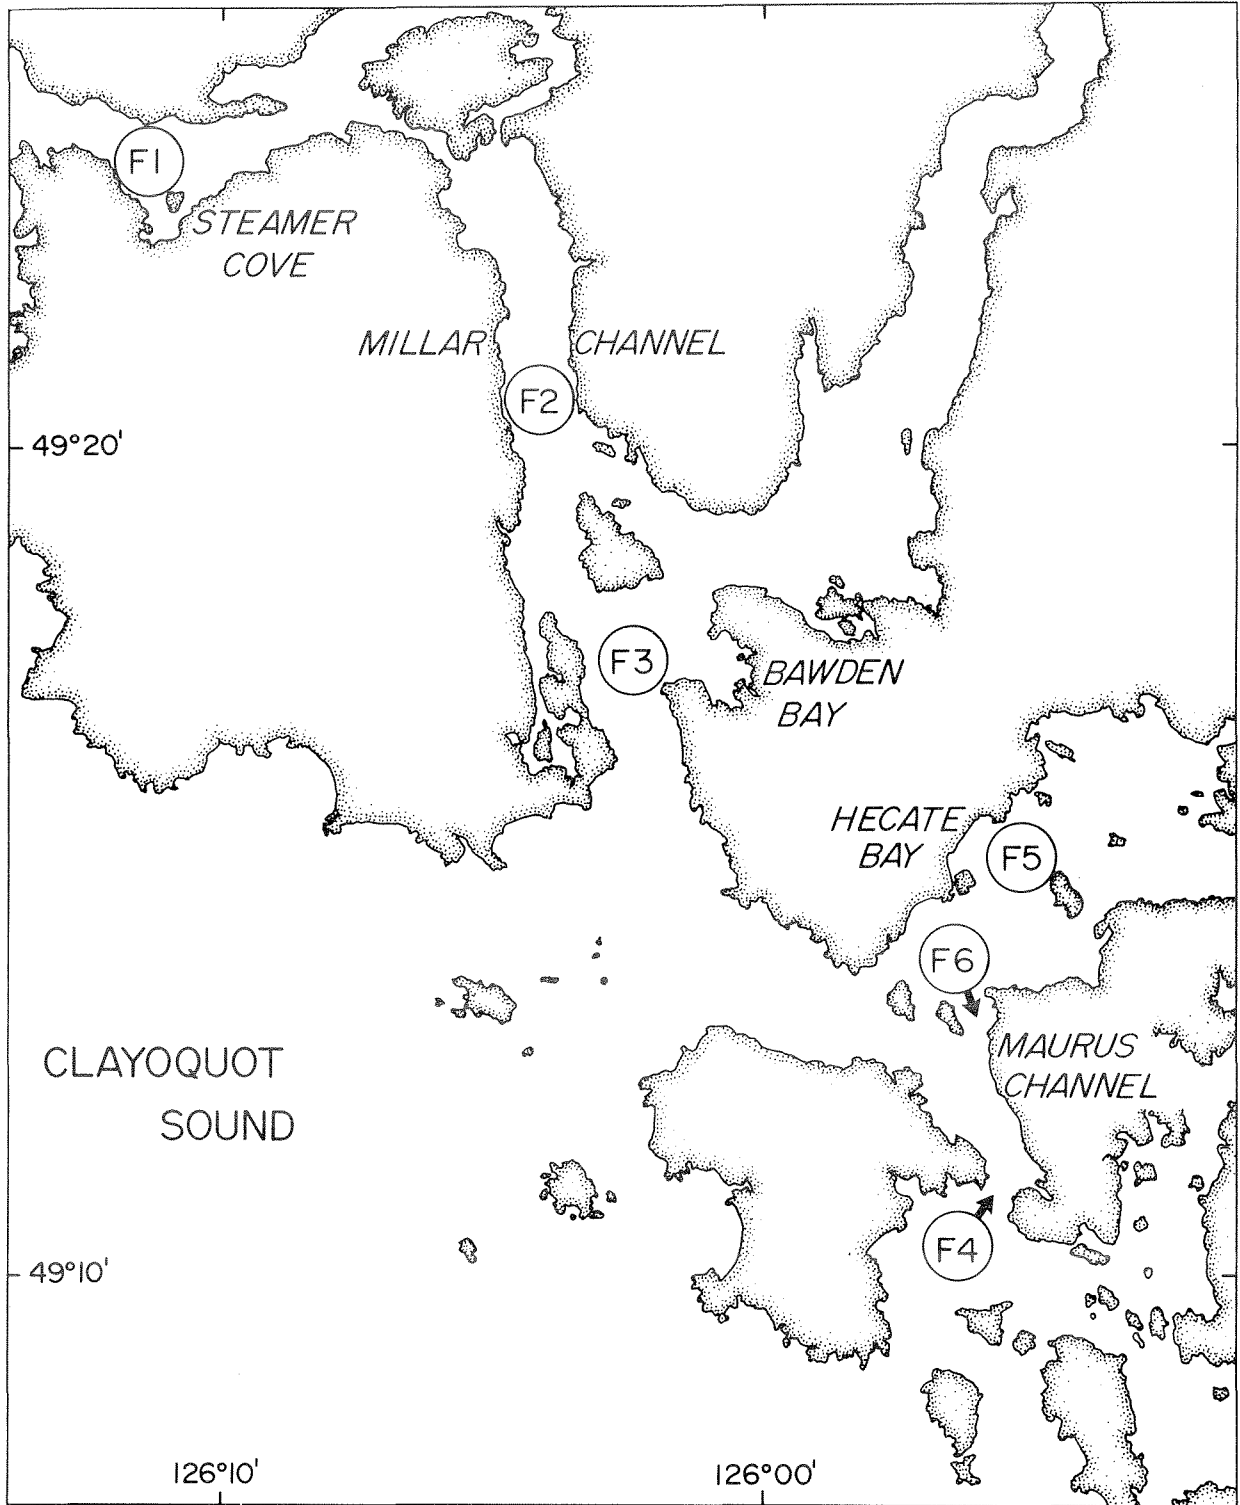 F1
STEAMER
COVE
MILLAR CHANNEL
F2
49°20'
F3
BAWDEN
BAY
HECATE
BAY
F5
F6
CLAYOQUOT
SOUND
MAURUS
CHANNEL
F4
49°10'
126°10' 126°00'